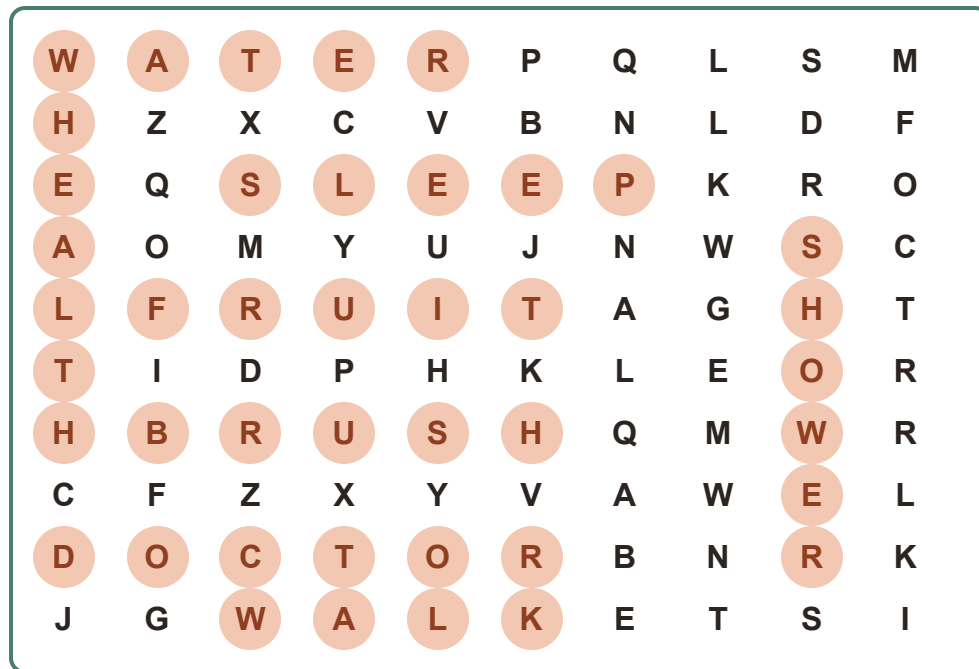 W A T E R P Q L S M
H Z X C V B N L D F
E Q S L E E P K R O
A O M Y U J N W S C
L F R U I T A G H T
T I D P H K L E O R
H B R U S H Q M W R
C F Z X Y V A W E L
D O C T O R B N R K
J G W A L K E T S I